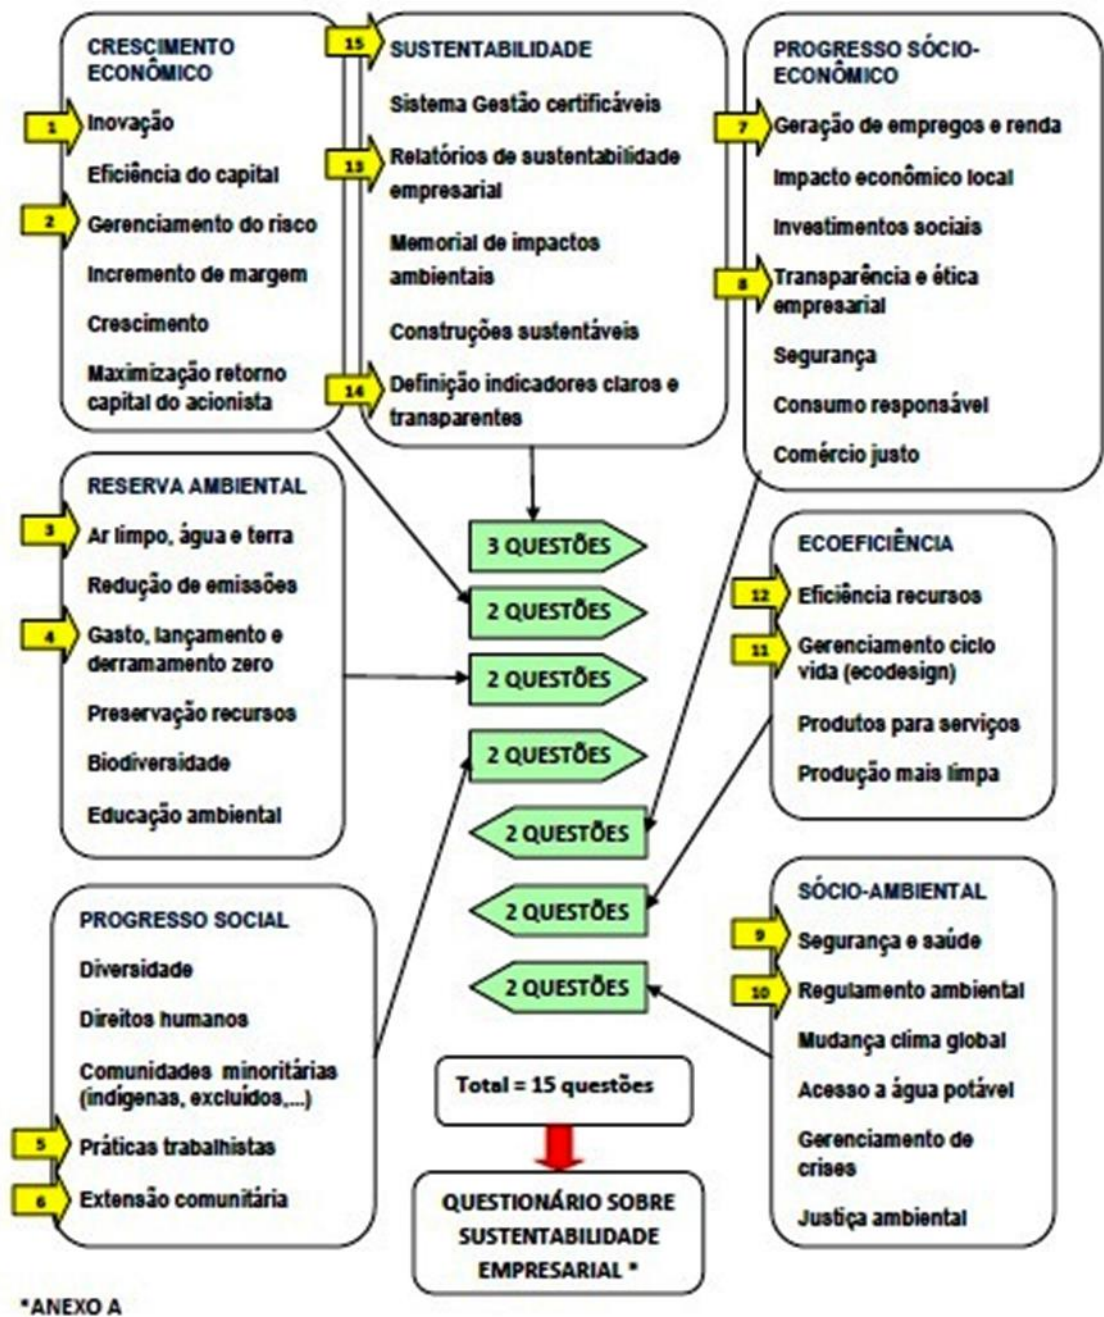 CRESCIMENTO
ECONÔMICO
1
Inovação
Eficiência do capital
2
Gerenciamento do risco
Incremento de margem
Crescimento
Maximização retorno
capital do acionista
15
SUSTENTABILIDADE
Sistema Gestão certificáveis
13
Relatórios de sustentabilidade
empresarial
Memorial de impactos
ambientais
Construções sustentáveis
14
Definição indicadores claros e
transparentes
PROGRESSO SÓCIO-
ECONÔMICO
7
Geração de empregos e renda
Impacto econômico local
Investimentos sociais
8
Transparência e ética
empresarial
Segurança
Consumo responsável
Comércio justo
RESERVA AMBIENTAL
3
Ar limpo, água e terra
Redução de emissões
4
Gasto, lançamento e
derramamento zero
Preservação recursos
Biodiversidade
Educação ambiental
3 QUESTÕES
2 QUESTÕES
2 QUESTÕES
2 QUESTÕES
2 QUESTÕES
2 QUESTÕES
2 QUESTÕES
ECOEFICIÊNCIA
12
Eficiência recursos
11
Gerenciamento ciclo
vida (ecodesign)
Produtos para serviços
Produção mais limpa
PROGRESSO SOCIAL
Diversidade
Direitos humanos
Comunidades minoritárias
(indígenas, excluídos,...)
5
Práticas trabalhistas
6
Extensão comunitária
SÓCIO-AMBIENTAL
9
Segurança e saúde
10
Regulamento ambiental
Mudança clima global
Acesso a água potável
Gerenciamento de
crises
Justiça ambiental
Total = 15 questões
QUESTIONÁRIO SOBRE
SUSTENTABILIDADE
EMPRESARIAL *
*ANEXO A